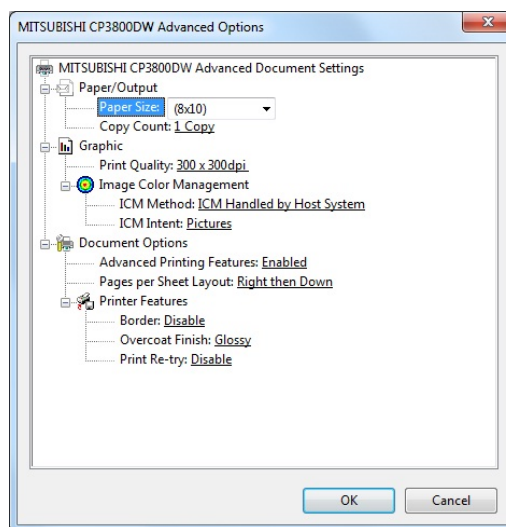 MITSUBISHI CP3800DW Advanced Options
MITSUBISHI CP3800DW Advanced Document Settings
Paper/Output
Paper Size: (8x10)
Copy Count: 1 Copy
Graphic
Print Quality: 300 x 300dpi
Image Color Management
ICM Method: ICM Handled by Host System
ICM Intent: Pictures
Document Options
Advanced Printing Features: Enabled
Pages per Sheet Layout: Right then Down
Printer Features
Border: Disable
Overcoat Finish: Glossy
Print Re-try: Disable
OK Cancel